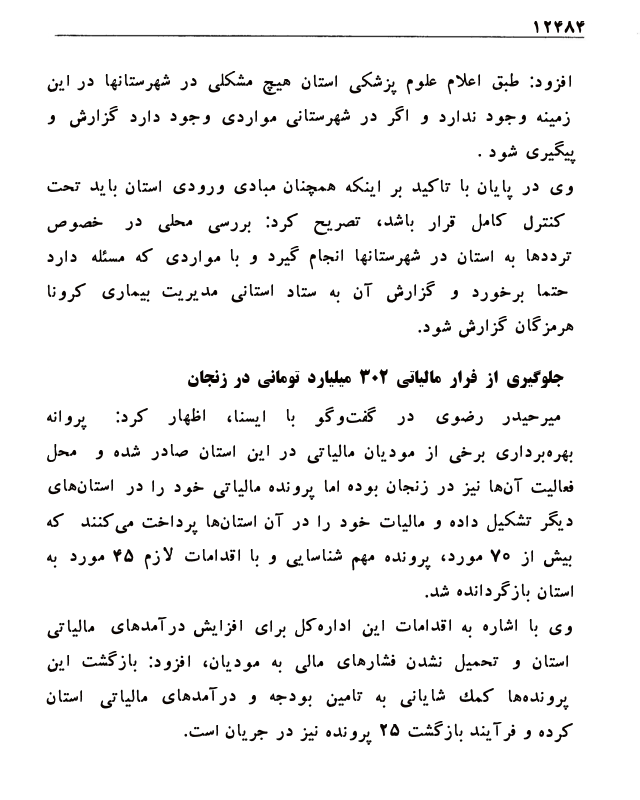 ۱۲۴۸۴
افزود: طبق اعلام علوم پزشکی استان هیچ مشکلی در شهرستانها در این
زمینه وجود ندارد و اگر در شهرستانی مواردی وجود دارد گزارش و
پیگیری شود .
وی در پایان با تاکید بر اینکه همچنان مبادی ورودی استان باید تحت
کنترل کامل قرار باشد، تصریح کرد: بررسی محلی در خصوص
ترددها به استان در شهرستانها انجام گیرد و با مواردی که مسئله دارد
حتما برخورد و گزارش آن به ستاد استانی مدیریت بیماری کرونا
هرمزگان گزارش شود.
جلوگیری از فرار مالیاتی ۳۰۲ میلیارد تومانی در زنجان
میرحیدر رضوی در گفت‌وگو با ایسنا، اظهار کرد: پروانه
بهره‌برداری برخی از مودیان مالیاتی در این استان صادر شده و محل
فعالیت آن‌ها نیز در زنجان بوده اما پرونده مالیاتی خود را در استان‌های
دیگر تشکیل داده و مالیات خود را در آن استان‌ها پرداخت می‌کنند که
بیش از ۷۰ مورد، پرونده مهم شناسایی و با اقدامات لازم ۴۵ مورد به
استان بازگردانده شد.
وی با اشاره به اقدامات این اداره‌کل برای افزایش درآمدهای مالیاتی
استان و تحمیل نشدن فشارهای مالی به مودیان، افزود: بازگشت این
پرونده‌ها کمك شایانی به تامین بودجه و درآمدهای مالیاتی استان
کرده و فرآیند بازگشت ۲۵ پرونده نیز در جریان است.